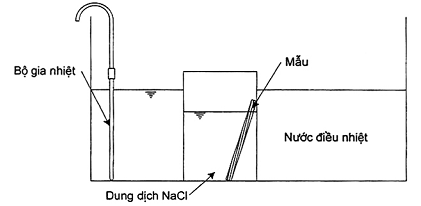 Mẫu
Bộ gia nhiệt
Nước điều nhiệt
Dung dịch NaCl